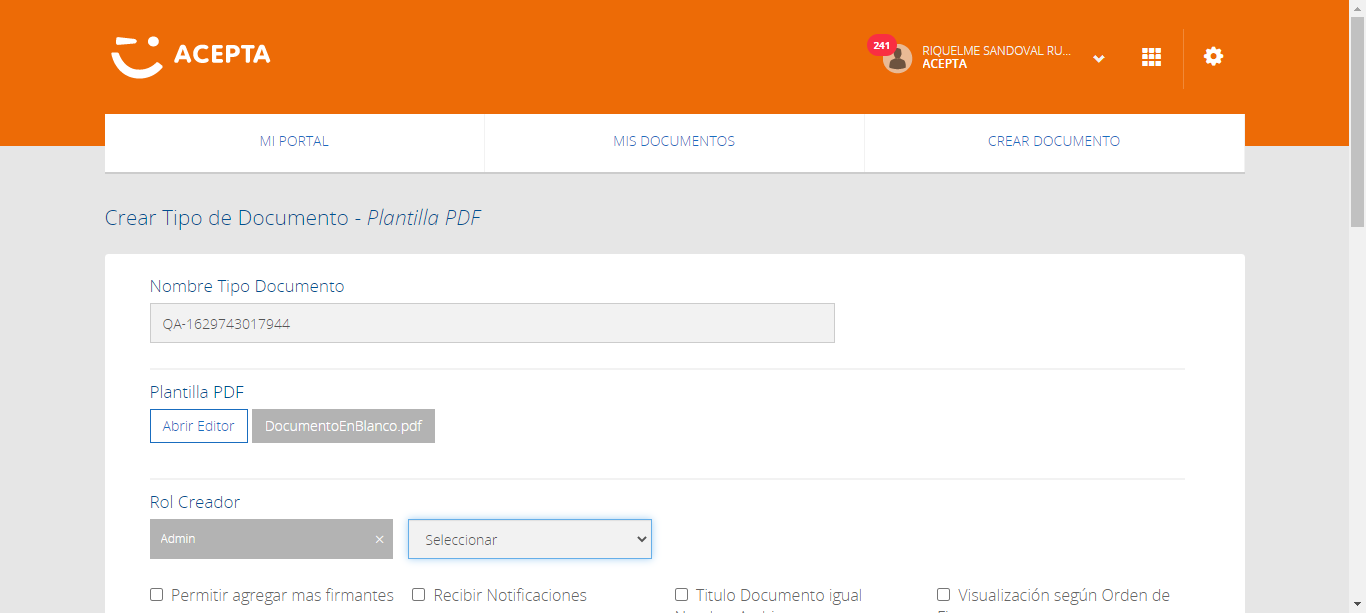 ACEPTA
241
RIQUELME SANDOVAL RU...
ACEPTA
MI PORTAL
MIS DOCUMENTOS
CREAR DOCUMENTO
Crear Tipo de Documento - Plantilla PDF
Nombre Tipo Documento
QA-1629743017944
Plantilla PDF
Abrir Editor
DocumentoEnBlanco.pdf
Rol Creador
Admin ×
Seleccionar
Permitir agregar mas firmantes
Recibir Notificaciones
Titulo Documento igual
Visualización según Orden de